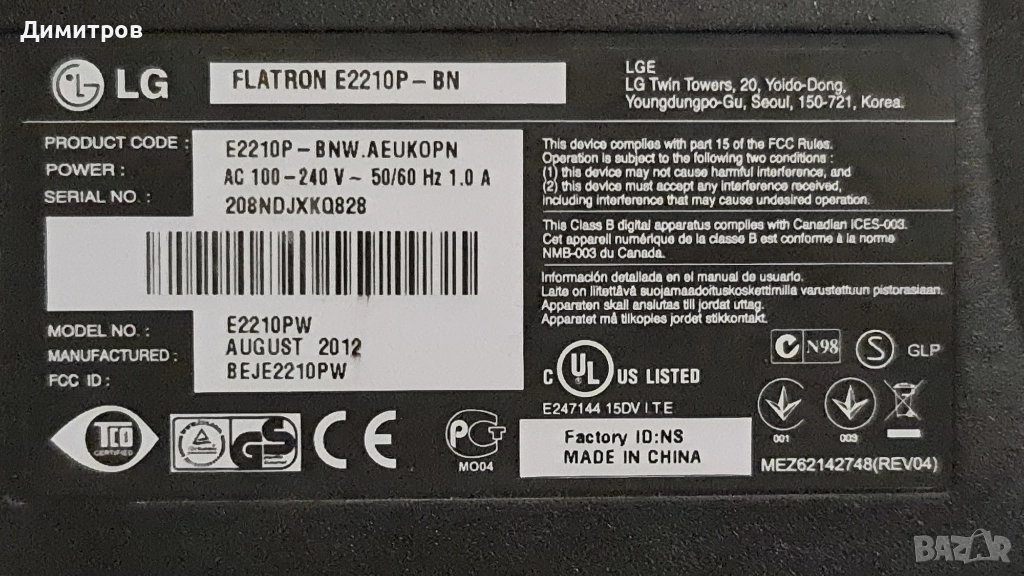 Димитров
LG
FLATRON E2210P-BN
LGE
LG Twin Towers, 20, Yoido-Dong,
Youngdungpo-Gu, Seoul, 150-721, Korea.
PRODUCT CODE : E2210P-BNW.AEUKOPN
POWER : AC 100-240 V ~ 50/60 Hz 1.0 A
SERIAL NO. : 208NDJXKQ828
MODEL NO. : E2210PW
MANUFACTURED : AUGUST 2012
FCC ID : BEJE2210PW
This device complies with part 15 of the FCC Rules.
Operation is subject to the following two conditions :
(1) this device may not cause harmful interference, and
(2) this device must accept any interference received,
including interference that may cause undesired operation.
This Class B digital apparatus complies with Canadian ICES-003.
Cet appareil numérique de la classe B est conforme à la norme
NMB-003 du Canada.
Información detallada en el manual de usuario.
Laite on liitettävä suojamaadoituskoskettimilla varustettuun pistorasiaan.
Apparaten skall anslutas till jordat uttag.
Apparatet må tilkoples jordet stikkontakt.
C UL US LISTED
E247144 15DV I.T.E
N98
S
GLP
001
003
TCO
CERTIFIED
GS
CE
PCT
MO04
Factory ID:NS
MADE IN CHINA
MEZ62142748(REV04)
BAZAR